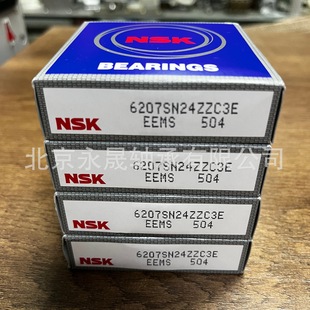 NSK
BEARINGS
6207SN24ZZC3E
NSK
EEMS 504
北京永晟轴承有限公司
6207SN24ZZC3E
NSK
EEMS 504
6207SN24ZZC3E
NSK
EEMS 504
6207SN24ZZC3E
NSK
EEMS 504